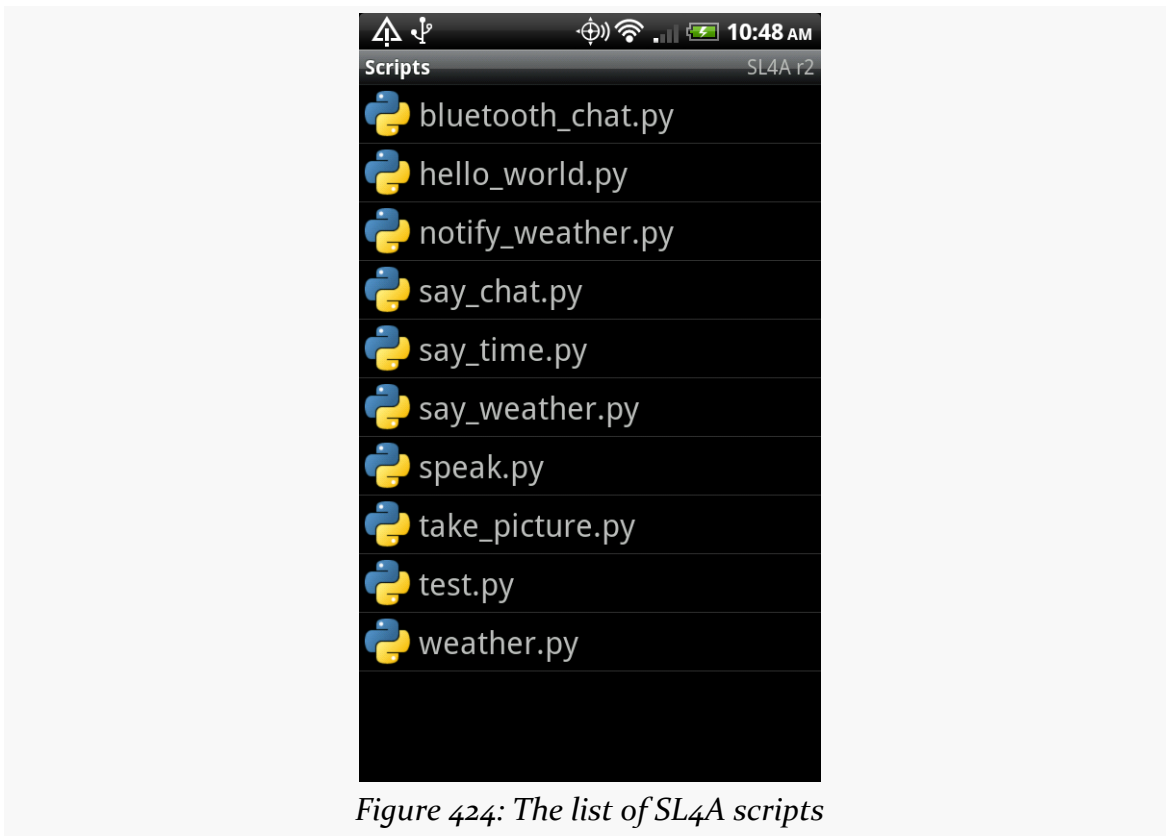 10:48 AM
Scripts SL4A r2
bluetooth_chat.py
hello_world.py
notify_weather.py
say_chat.py
say_time.py
say_weather.py
speak.py
take_picture.py
test.py
weather.py
Figure 424: The list of SL4A scripts